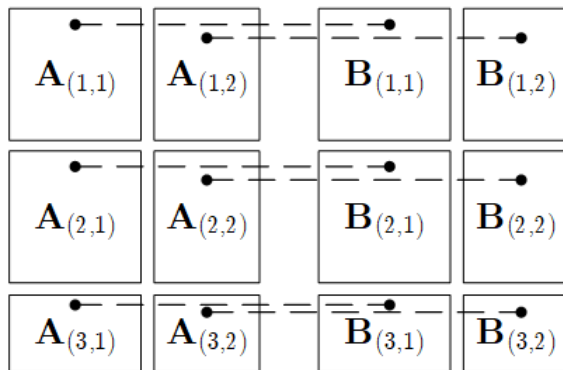 A(1,1) A(1,2) B(1,1) B(1,2)
A(2,1) A(2,2) B(2,1) B(2,2)
A(3,1) A(3,2) B(3,1) B(3,2)